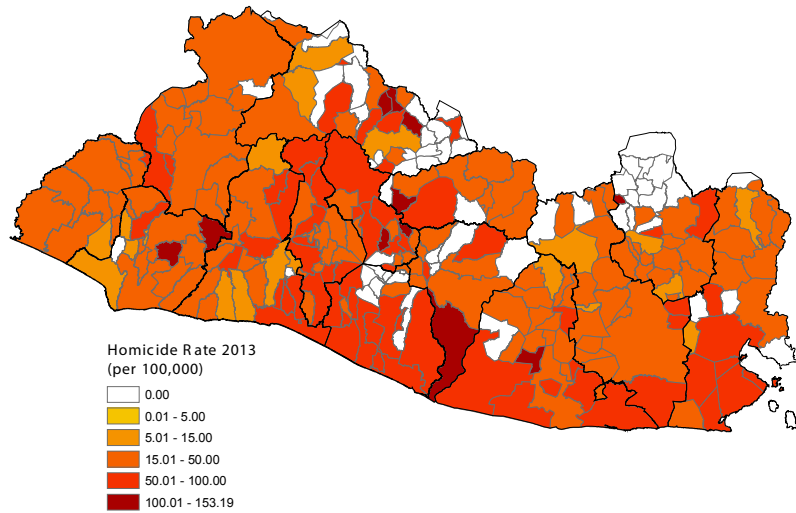 Homicide Rate 2013
(per 100,000)
0.00
0.01 - 5.00
5.01 - 15.00
15.01 - 50.00
50.01 - 100.00
100.01 - 153.19